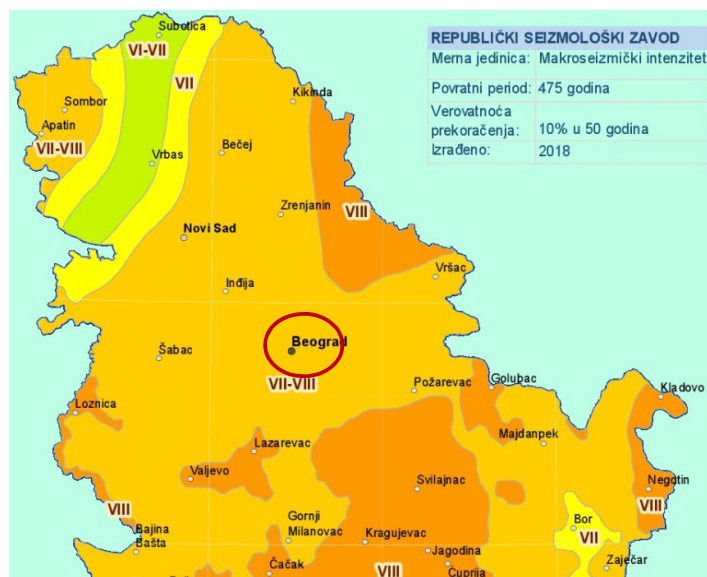 Subotica
VI-VII
VII
Sombor
Kikinda
Apatin
VII-VIII
Bečej
Vrbas
Zrenjanin
VIII
Novi Sad
Vršac
Inđija
Beograd
Šabac
VII-VIII
Požarevac
Golubac
Kladovo
Loznica
Majdanpek
Lazarevac
Valjevo
Svilajnac
Negotin
VIII
VIII
Gornji
Milanovac
Bor
VII
Bajina
Bašta
Kragujevac
Jagodina
Zaječar
Čačak
VIII
Ćuprija
REPUBLIČKI SEIZMOLOŠKI ZAVOD
Merna jedinica: Makroseizmički intenzitet
Povratni period: 475 godina
Verovatnoća
prekoračenja: 10% u 50 godina
Izrađeno: 2018